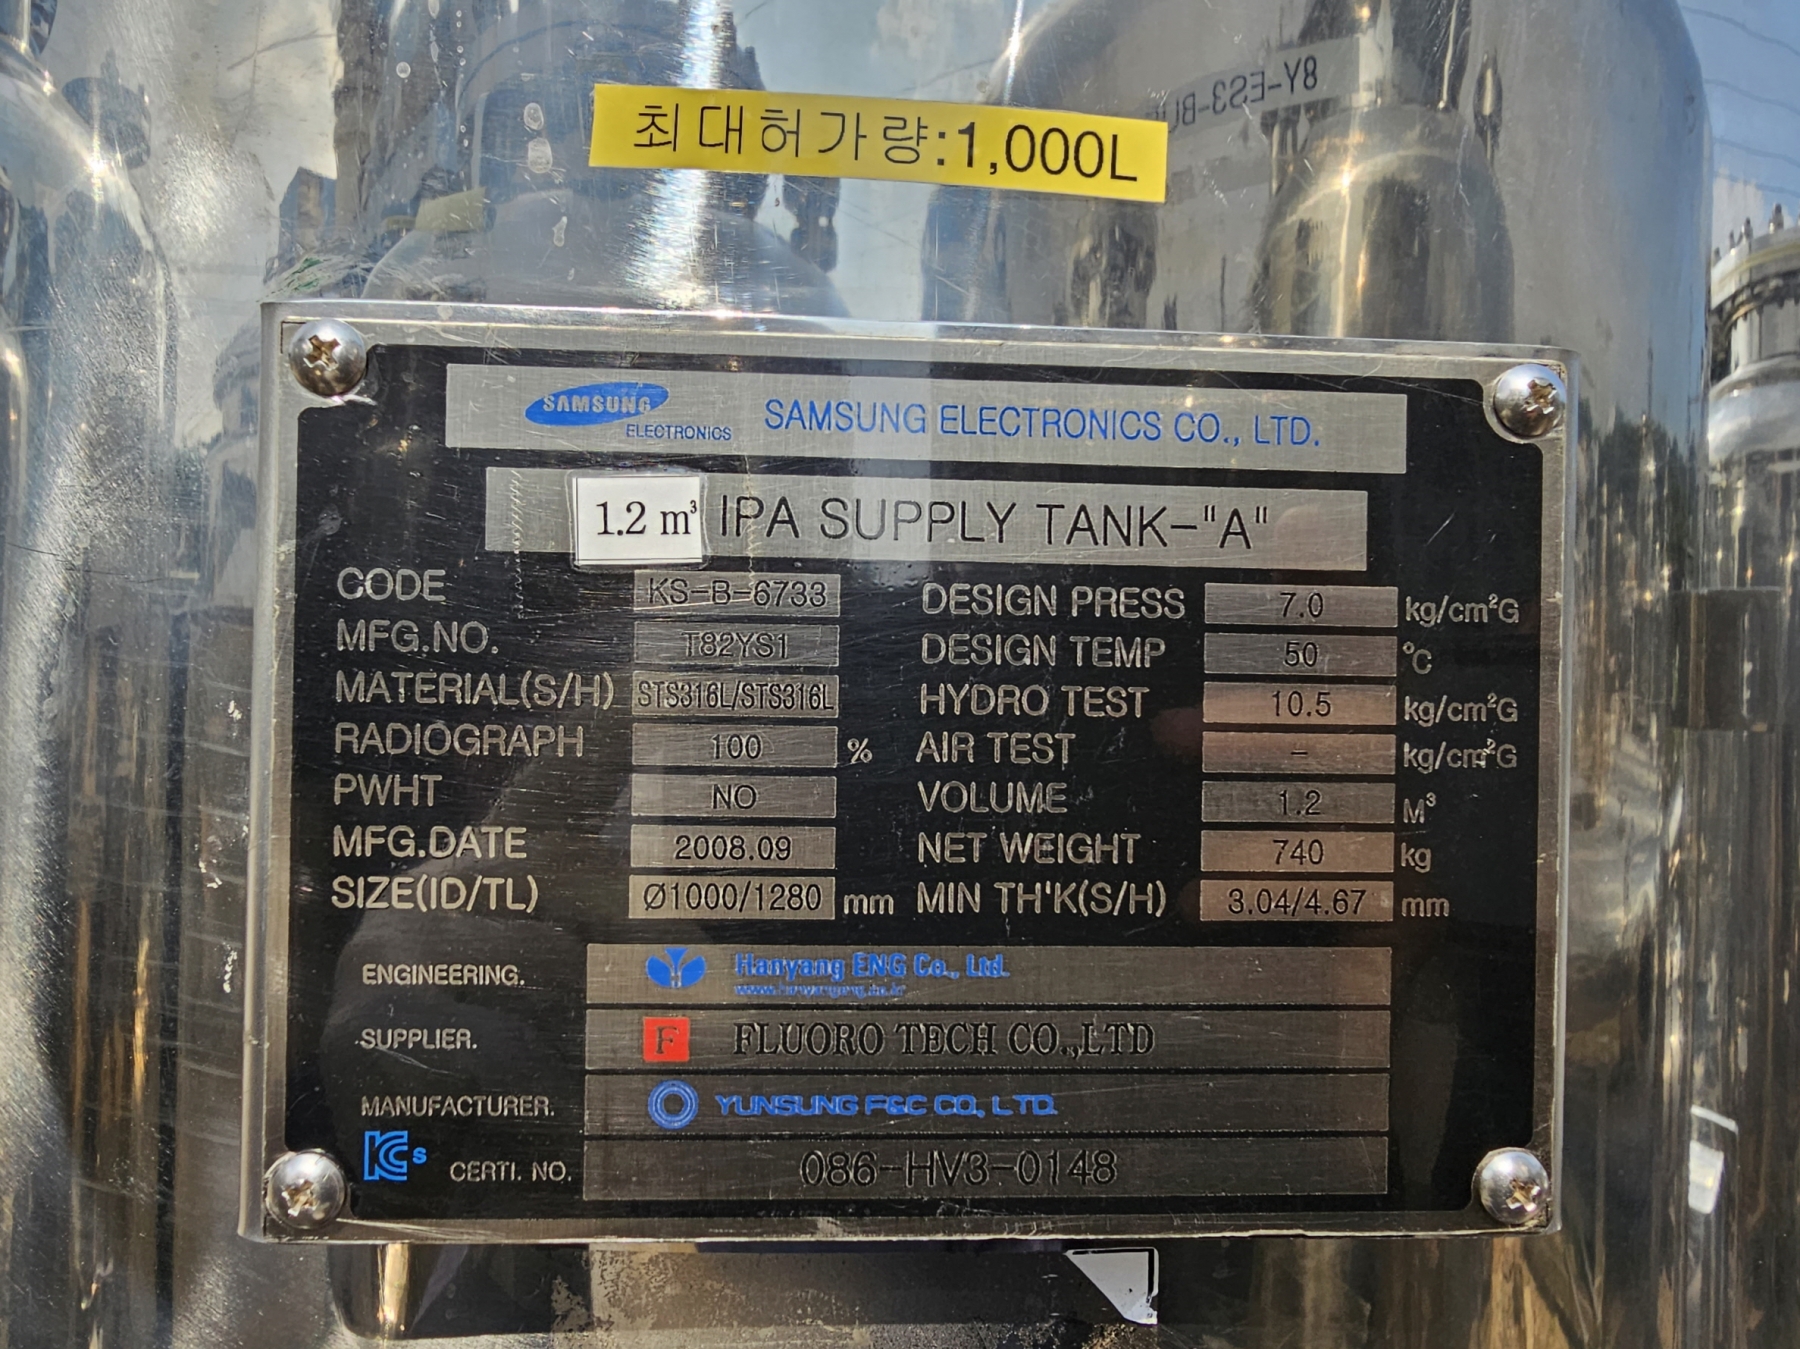 최대허가량:1,000L
8Y-ES3-BU
SAMSUNG
ELECTRONICS
SAMSUNG ELECTRONICS CO., LTD.
1.2 m³ IPA SUPPLY TANK-"A"
CODE KS-B-6733 DESIGN PRESS 7.0 kg/cm²G
MFG.NO. T82YS1 DESIGN TEMP 50 ℃
MATERIAL(S/H) STS316L/STS316L HYDRO TEST 10.5 kg/cm²G
RADIOGRAPH 100 % AIR TEST - kg/cm²G
PWHT NO VOLUME 1.2 M³
MFG.DATE 2008.09 NET WEIGHT 740 kg
SIZE(ID/TL) Ø1000/1280 mm MIN TH'K(S/H) 3.04/4.67 mm
ENGINEERING. Hanyang ENG Co., Ltd.
www.hanyangeng.co.kr
SUPPLIER. F FLUORO TECH CO.,LTD
MANUFACTURER. YUNSUNG F&C CO, LTD.
KCs CERTI. NO. 086-HV3-0148